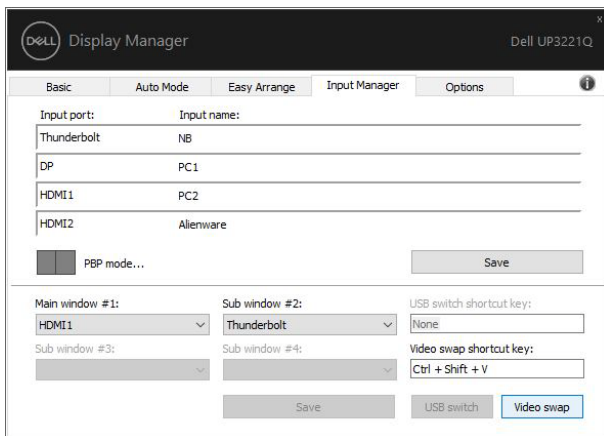 x
DELL Display Manager Dell UP3221Q
Basic Auto Mode Easy Arrange Input Manager Options i
Input port: Input name:
Thunderbolt NB
DP PC1
HDMI1 PC2
HDMI2 Alienware
PBP mode... Save
Main window #1: Sub window #2: USB switch shortcut key:
HDMI1 Thunderbolt None
Sub window #3: Sub window #4: Video swap shortcut key:
Ctrl + Shift + V
Save USB switch Video swap